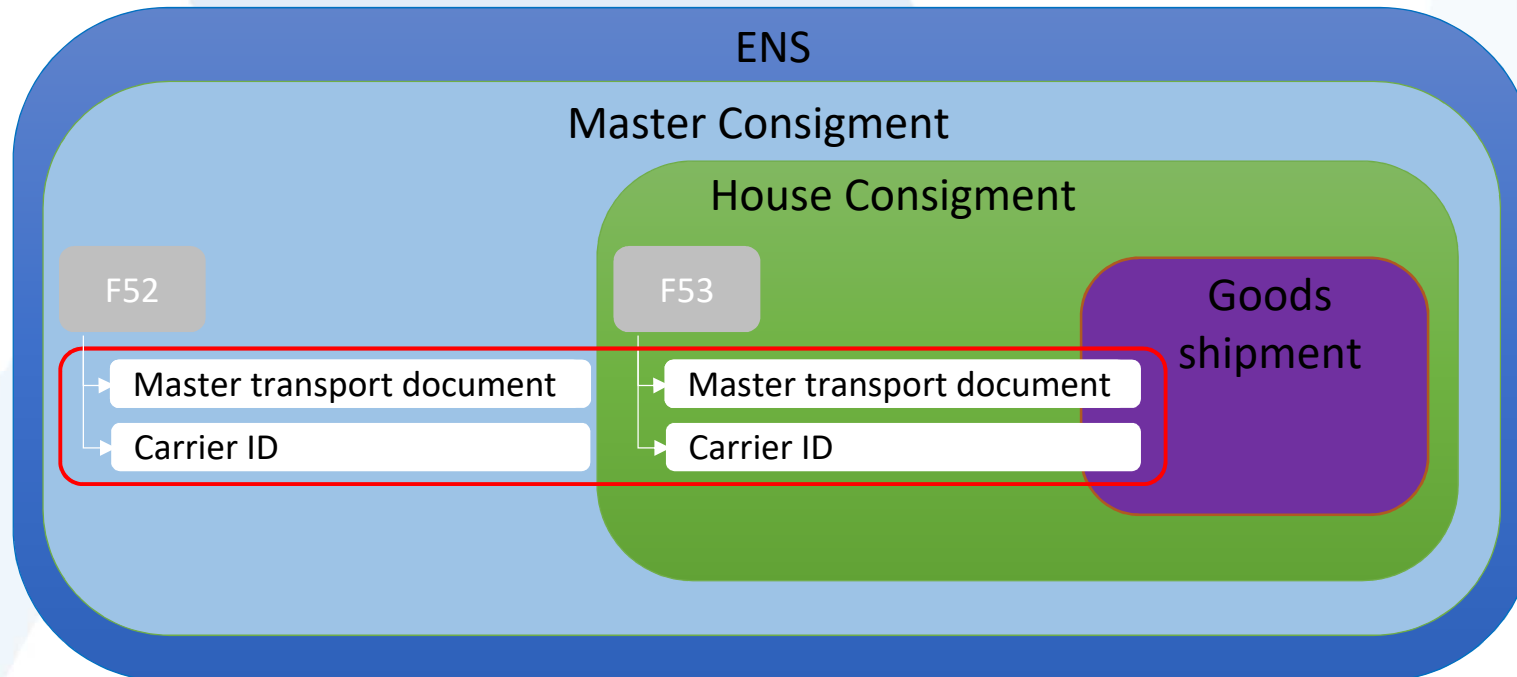 ENS
Master Consigment
House Consigment
F52
F53
Goods
shipment
Master transport document
Master transport document
Carrier ID
Carrier ID